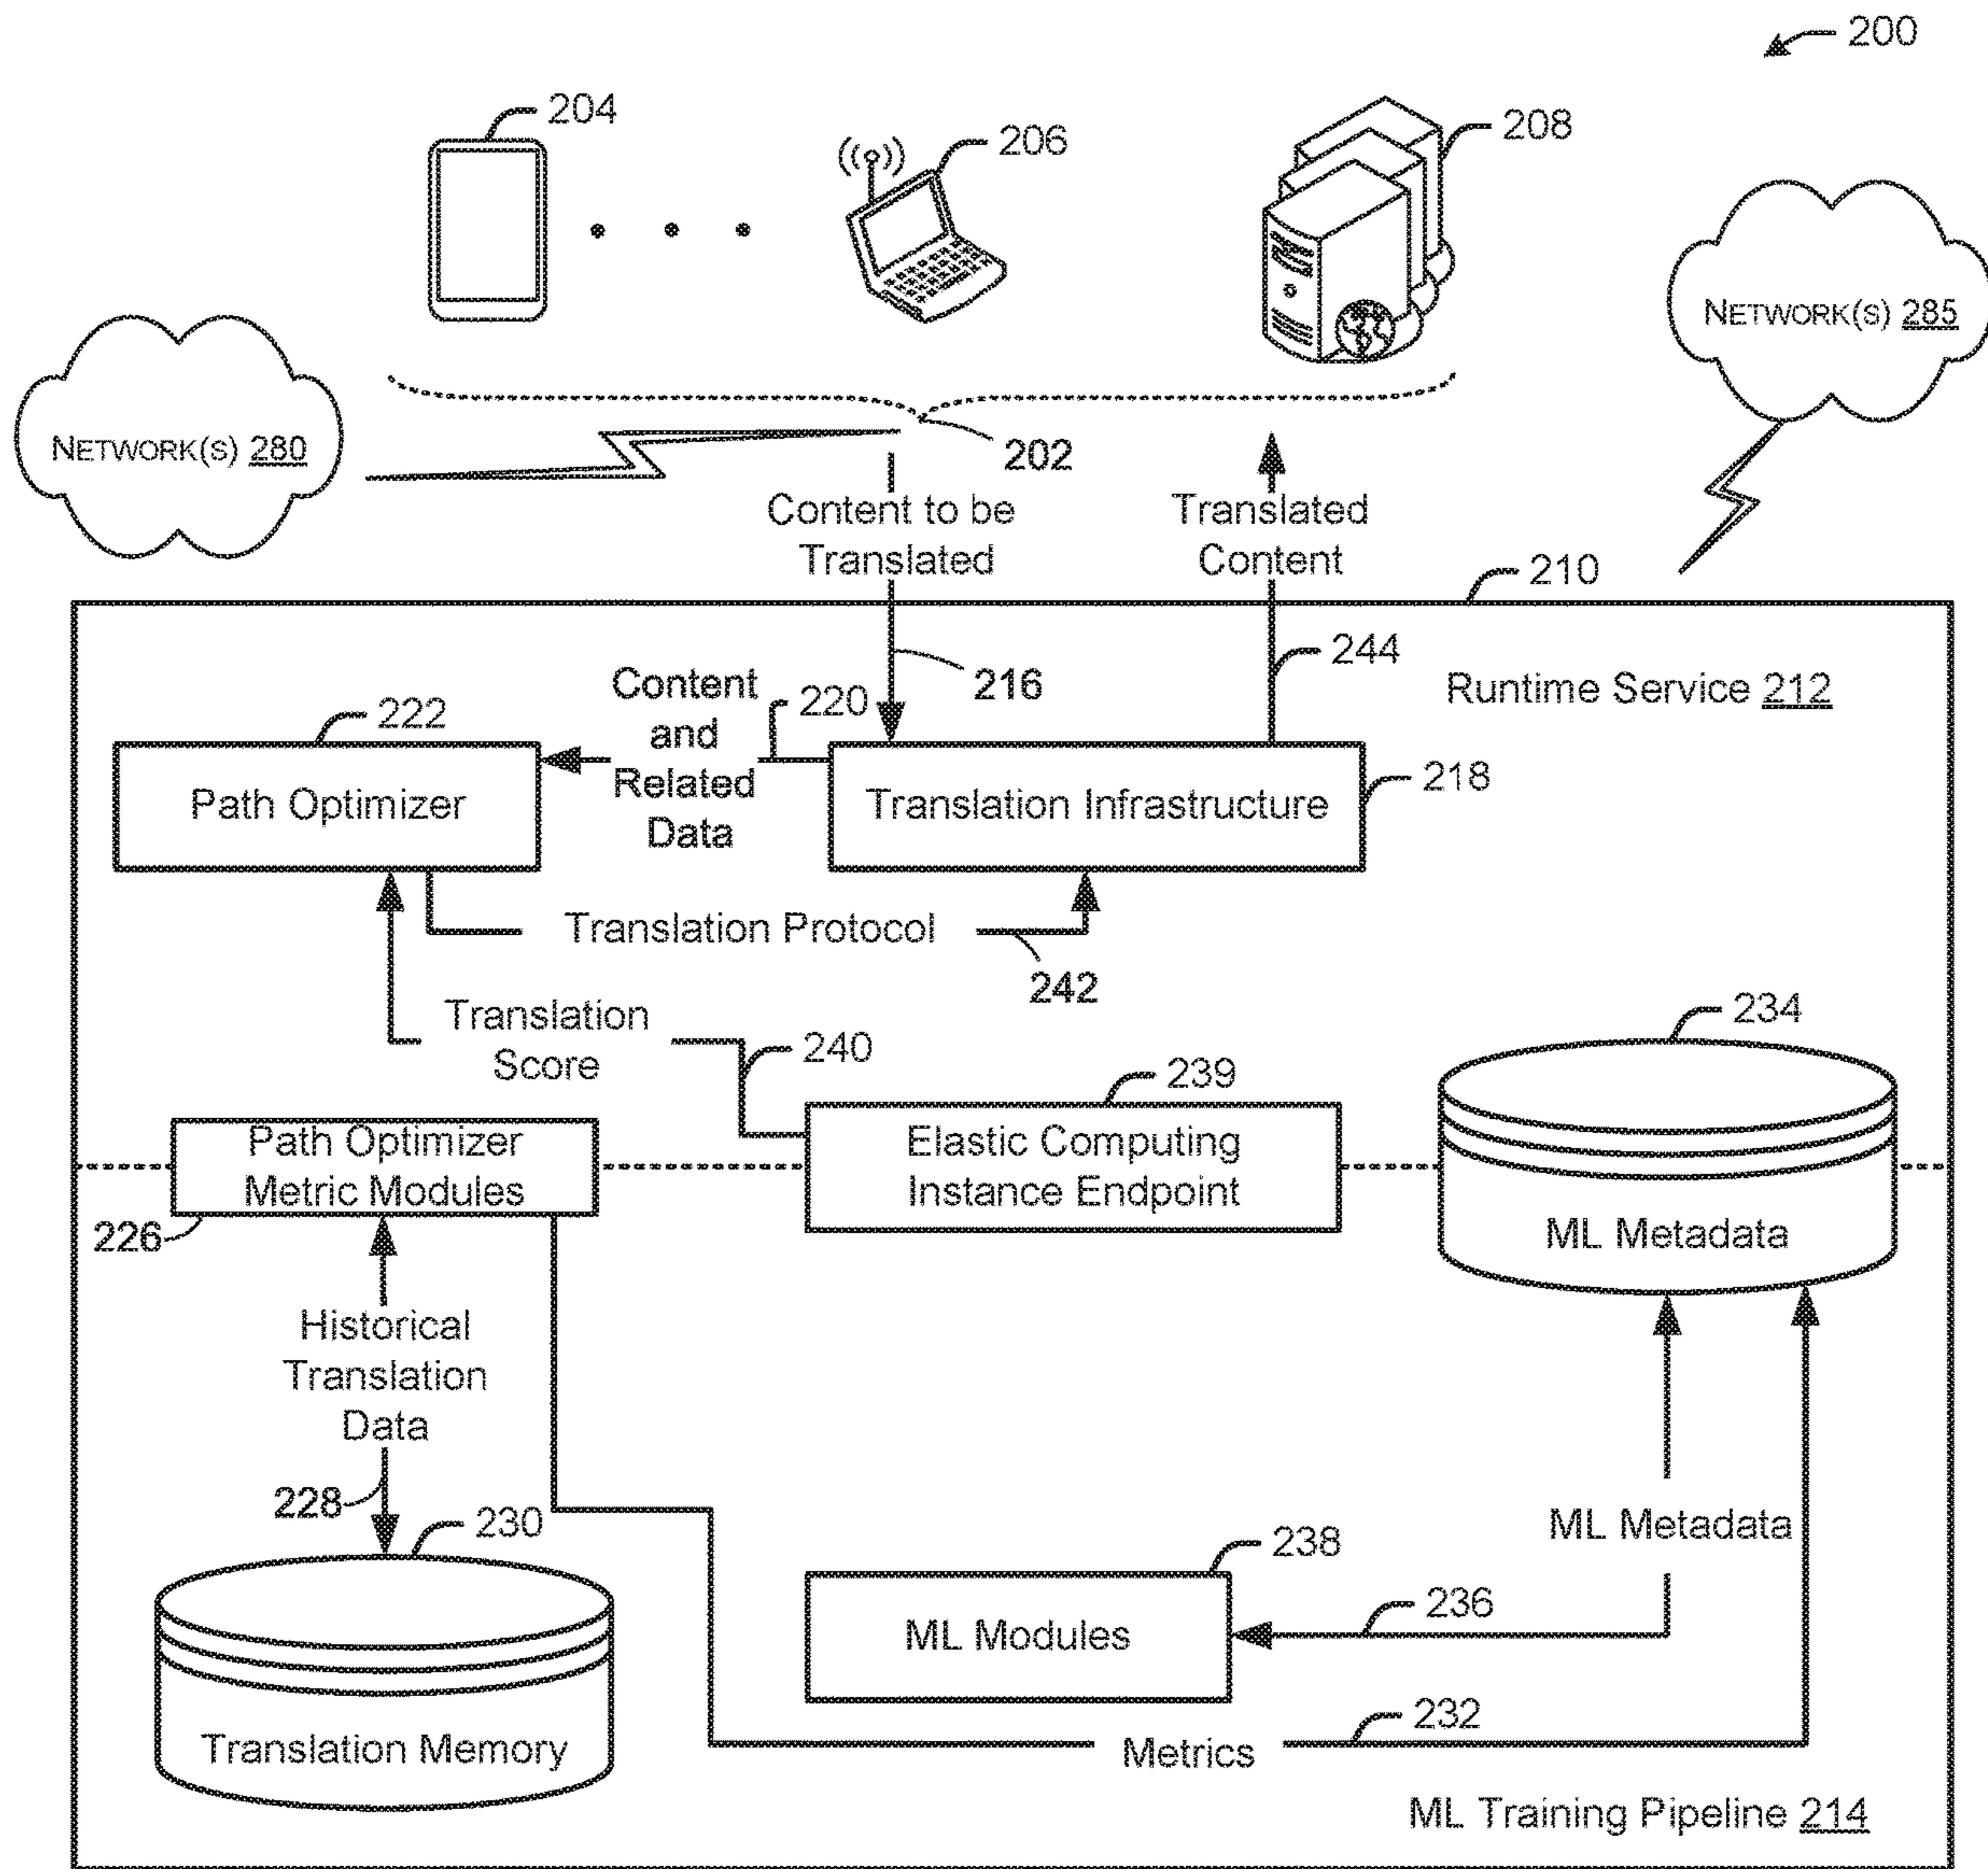 200
204
206
208
NETWORK(S) 280
NETWORK(S) 285
202
Content to be
Translated
Translated
Content
210
216
244
Runtime Service 212
Content
and
Related
Data
220
222
Path Optimizer
Translation Infrastructure
218
Translation Protocol
242
Translation
Score
240
234
239
Path Optimizer
Metric Modules
226
Elastic Computing
Instance Endpoint
ML Metadata
Historical
Translation
Data
228
230
Translation Memory
ML Metadata
238
ML Modules
236
232
Metrics
ML Training Pipeline 214